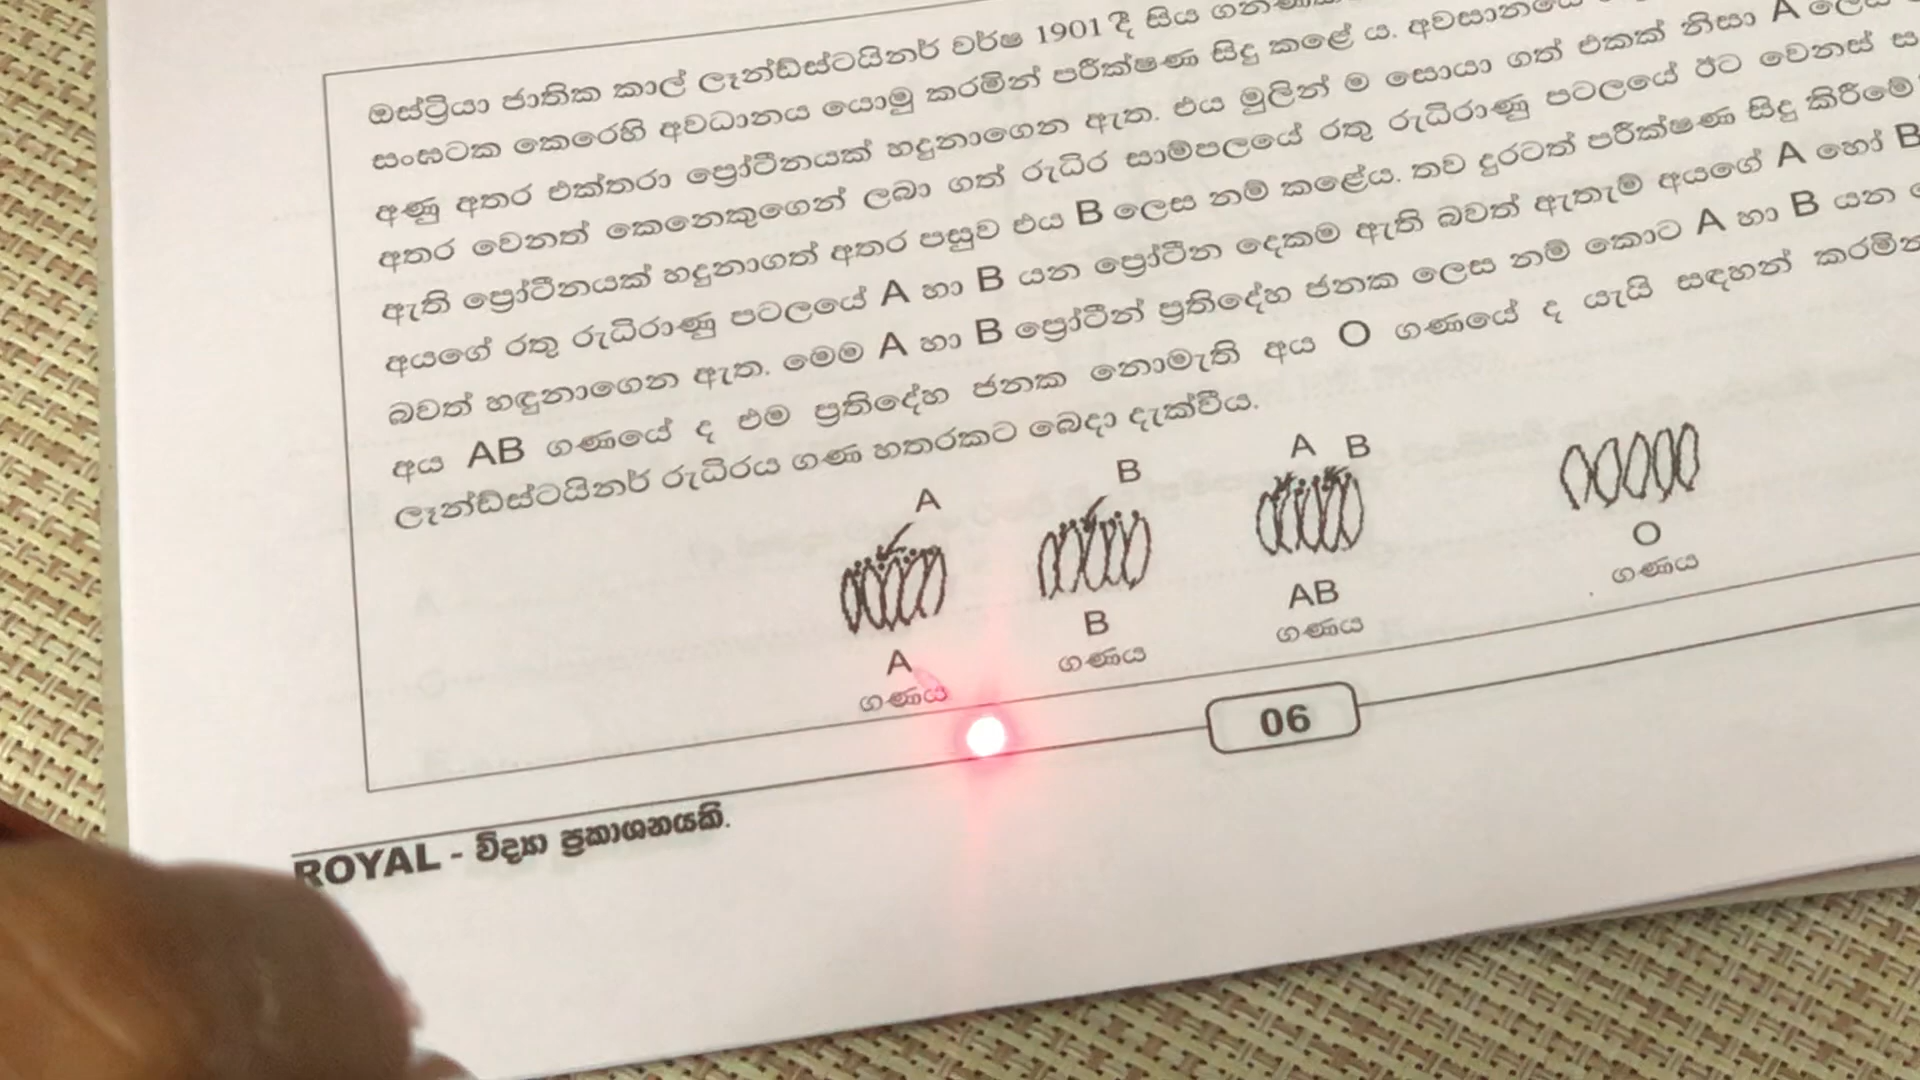 ඔස්ට්‍රියා ජාතික කාල් ලෑන්ඩ්ස්ටයිනර් වර්ෂ 1901 දී සිය
සංඝටක කෙරෙහි අවධානය යොමු කරමින් පරීක්ෂණ සිදු කළේ ය. අවසානයේ
අණු අතර එක්තරා ප්‍රෝටීනයක් හදුනාගෙන ඇත. එය මුලින් ම සොයා ගත් එකක් නිසා A ලෙස
අතර වෙනත් කෙනෙකුගෙන් ලබා ගත් රුධිර සාම්පලයේ රතු රුධිරාණු පටලයේ ඊට වෙනස්
ඇති ප්‍රෝටීනයක් හදුනාගත් අතර පසුව එය B ලෙස නම් කළේය. තව දුරටත් පරීක්ෂණ සිදු කිරීමේ
අයගේ රතු රුධිරාණු පටලයේ A හා B යන ප්‍රෝටීන දෙකම ඇති බවත් ඇතැම් අයගේ A හෝ B
බවත් හඳුනාගෙන ඇත. මෙම A හා B ප්‍රෝටීන් ප්‍රතිදේහ ජනක ලෙස නම් කොට A හා B යන
අය AB ගණයේ ද එම ප්‍රතිදේහ ජනක නොමැති අය O ගණයේ ද යැයි සඳහන් කරමින්
ලෑන්ඩ්ස්ටයිනර් රුධිරය ගණ හතරකට බෙදා දැක්වීය.
A B A B
A ගණය
B ගණය
AB ගණය
O ගණය
06
ROYAL - විද්‍යා ප්‍රකාශනයකි.